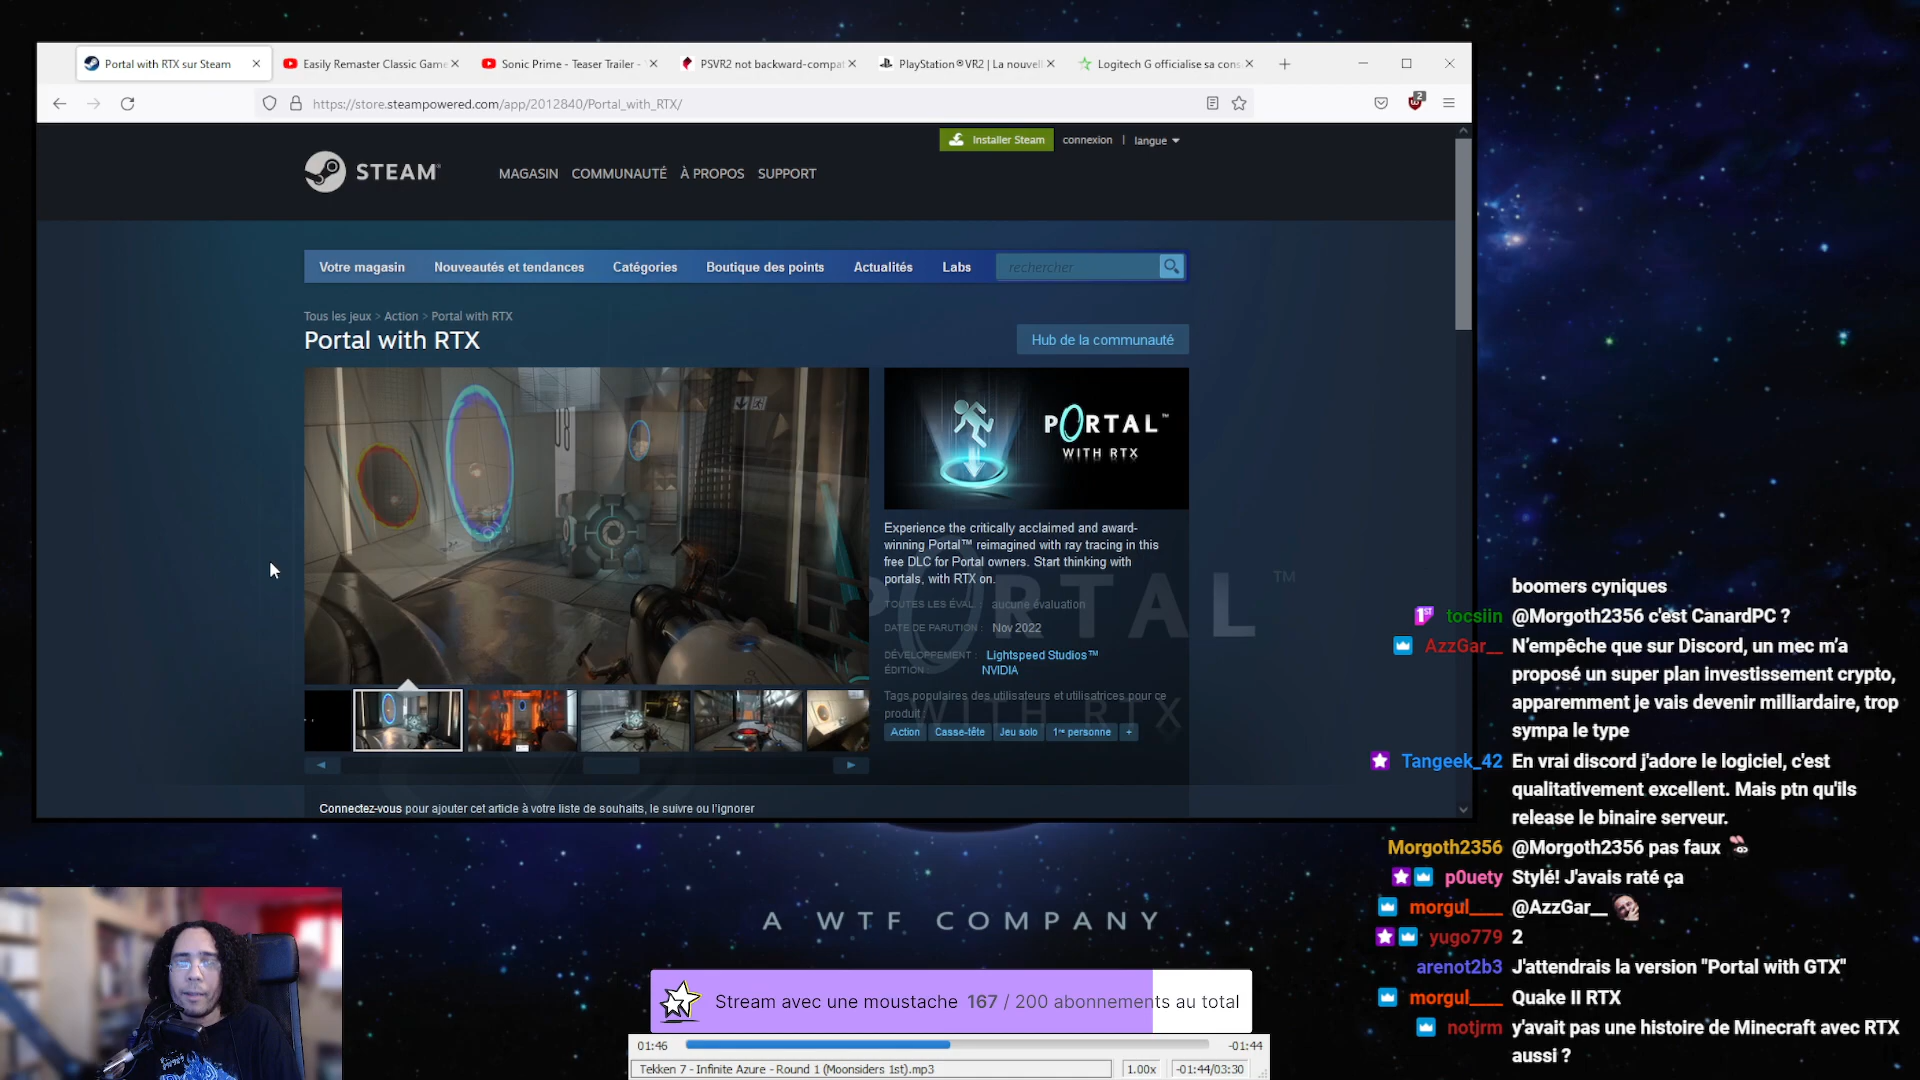 Portal with RTX sur Steam
Easily Remaster Classic Game
Sonic Prime - Teaser Trailer -
PSVR2 not backward-compat
PlayStation®VR2 | La nouvell
Logitech G officialise sa cons
https://store.steampowered.com/app/2012840/Portal_with_RTX/
2
Installer Steam
connexion | langue
STEAM®
MAGASIN COMMUNAUTÉ À PROPOS SUPPORT
Votre magasin Nouveautés et tendances Catégories Boutique des points Actualités Labs rechercher
Tous les jeux > Action > Portal with RTX
Portal with RTX
Hub de la communauté
PORTAL™
WITH RTX
Experience the critically acclaimed and award-
winning Portal™ reimagined with ray tracing in this
free DLC for Portal owners. Start thinking with
portals, with RTX on.
TOUTES LES ÉVAL. : aucune évaluation
DATE DE PARUTION : Nov 2022
DÉVELOPPEMENT : Lightspeed Studios™
ÉDITION : NVIDIA
Tags populaires des utilisateurs et utilisatrices pour ce
produit :
Action Casse-tête Jeu solo 1re personne +
PORTAL™
WITH RTX
Connectez-vous pour ajouter cet article à votre liste de souhaits, le suivre ou l'ignorer
boomers cyniques
tocsiin @Morgoth2356 c'est CanardPC ?
AzzGar__ N'empêche que sur Discord, un mec m'a
proposé un super plan investissement crypto,
apparemment je vais devenir milliardaire, trop
sympa le type
Tangeek_42 En vrai discord j'adore le logiciel, c'est
qualitativement excellent. Mais ptn qu'ils
release le binaire serveur.
Morgoth2356 @Morgoth2356 pas faux
p0uety Stylé! J'avais raté ça
morgul____ @AzzGar__
yugo779 2
arenot2b3 J'attendrais la version "Portal with GTX"
morgul____ Quake II RTX
notjrm y'avait pas une histoire de Minecraft avec RTX
aussi ?
A WTF COMPANY
Stream avec une moustache 167 / 200 abonnements au total
01:46 -01:44
Tekken 7 - Infinite Azure - Round 1 (Moonsiders 1st).mp3 1.00x -01:44/03:30